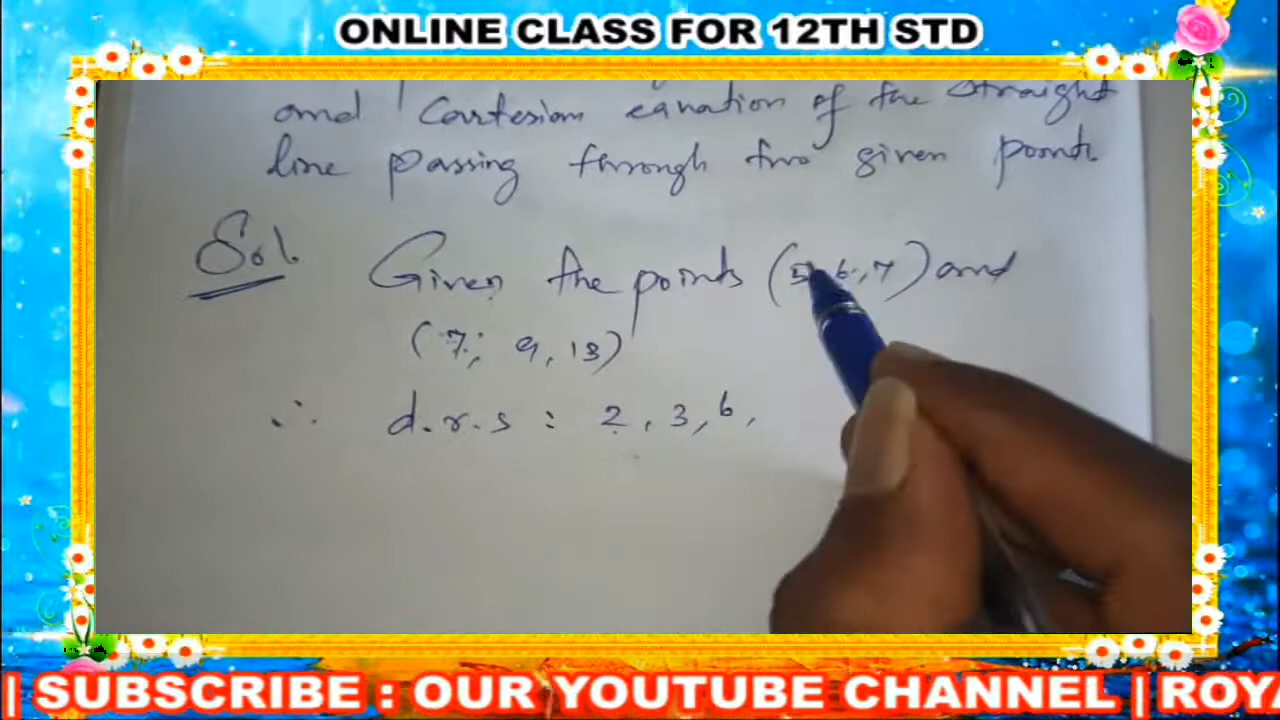 ONLINE CLASS FOR 12TH STD
and Cartesian equation of the straight
line passing through two given points.
Sol.
Given the points (5, 6, 7) and
(7, 9, 13)
∴ d.r.s : 2, 3, 6,
| SUBSCRIBE : OUR YOUTUBE CHANNEL | ROYA